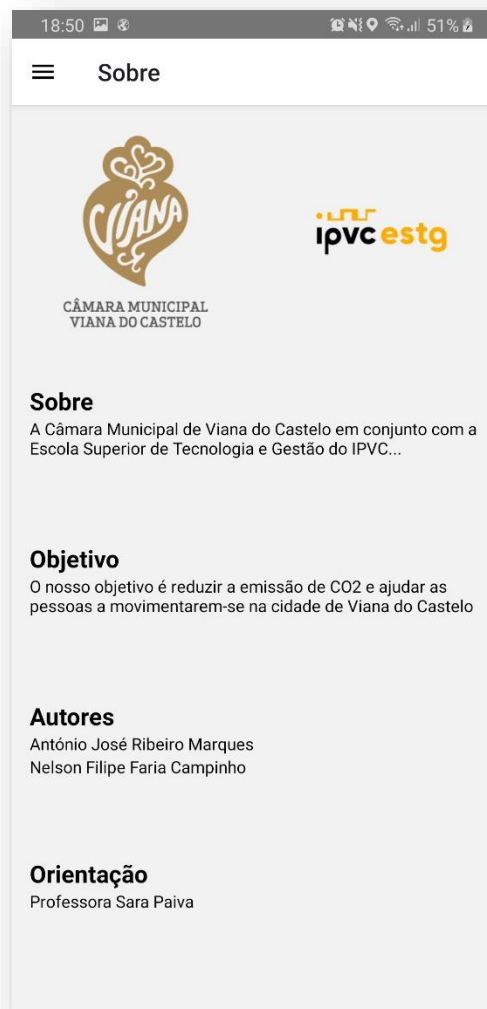 18:50
51%
Sobre
VIANA
CÂMARA MUNICIPAL
VIANA DO CASTELO
ipvc estg
Sobre
A Câmara Municipal de Viana do Castelo em conjunto com a
Escola Superior de Tecnologia e Gestão do IPVC...
Objetivo
O nosso objetivo é reduzir a emissão de CO2 e ajudar as
pessoas a movimentarem-se na cidade de Viana do Castelo
Autores
António José Ribeiro Marques
Nelson Filipe Faria Campinho
Orientação
Professora Sara Paiva